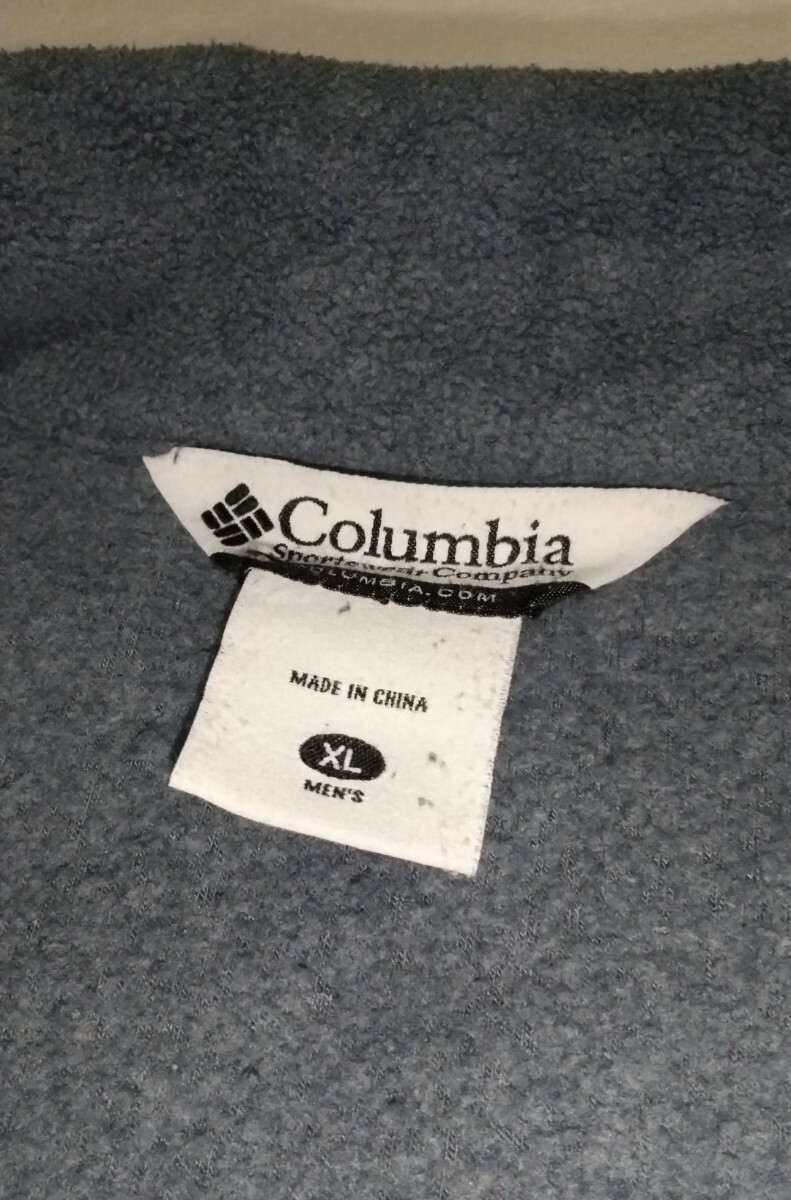 Columbia
Sportswear Company
COLUMBIA.COM
MADE IN CHINA
XL
MEN'S